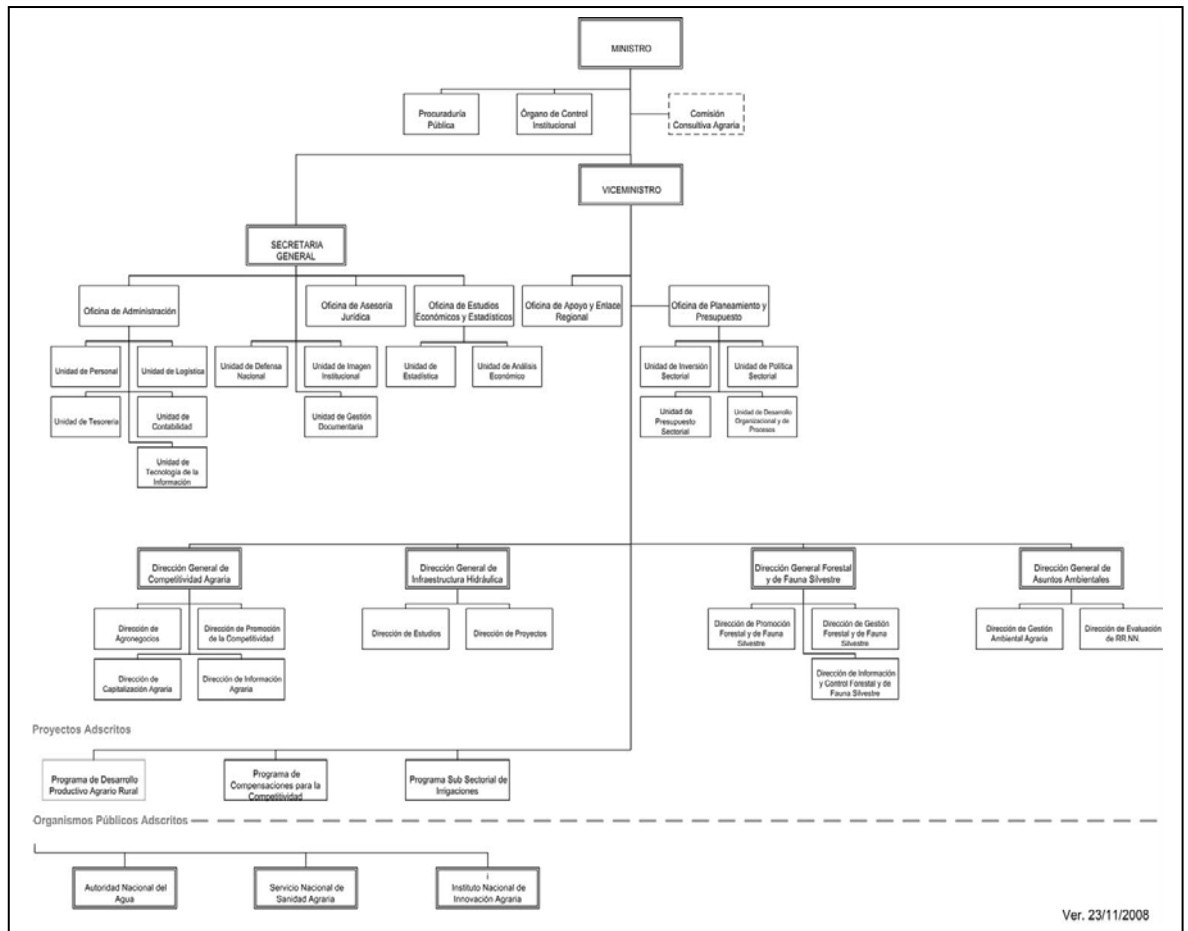 MINISTRO
Procuraduría
Pública
Órgano de Control
Institucional
Comisión
Consultiva Agraria
VICEMINISTRO
SECRETARIA
GENERAL
Oficina de Administración
Oficina de Asesoría
Jurídica
Oficina de Estudios
Económicos y Estadísticos
Oficina de Apoyo y Enlace
Regional
Oficina de Planeamiento y
Presupuesto
Unidad de Personal
Unidad de Logística
Unidad de Defensa
Nacional
Unidad de Imagen
Institucional
Unidad de
Estadística
Unidad de Análisis
Económico
Unidad de Inversión
Sectorial
Unidad de Política
Sectorial
Unidad de Tesorería
Unidad de
Contabilidad
Unidad de Gestión
Documentaria
Unidad de
Presupuesto
Sectorial
Unidad de Desarrollo
Organizacional y de
Procesos
Unidad de
Tecnología de la
Información
Dirección General de
Competitividad Agraria
Dirección General de
Infraestructura Hidráulica
Dirección General Forestal
y de Fauna Silvestre
Dirección General de
Asuntos Ambientales
Dirección de
Agronegocios
Dirección de Promoción
de la Competitividad
Dirección de Estudios
Dirección de Proyectos
Dirección de Promoción
Forestal y de Fauna
Silvestre
Dirección de Gestión
Forestal y de Fauna
Silvestre
Dirección de Gestión
Ambiental Agraria
Dirección de Evaluación
de RR.NN.
Dirección de
Capitalización Agraria
Dirección de Información
Agraria
Dirección de Información
y Control Forestal y de
Fauna Silvestre
Proyectos Adscritos
Programa de Desarrollo
Productivo Agrario Rural
Programa de
Compensaciones para la
Competitividad
Programa Sub Sectorial de
Irrigaciones
Organismos Públicos Adscritos
Autoridad Nacional del
Agua
Servicio Nacional de
Sanidad Agraria
Instituto Nacional de
Innovación Agraria
Ver. 23/11/2008